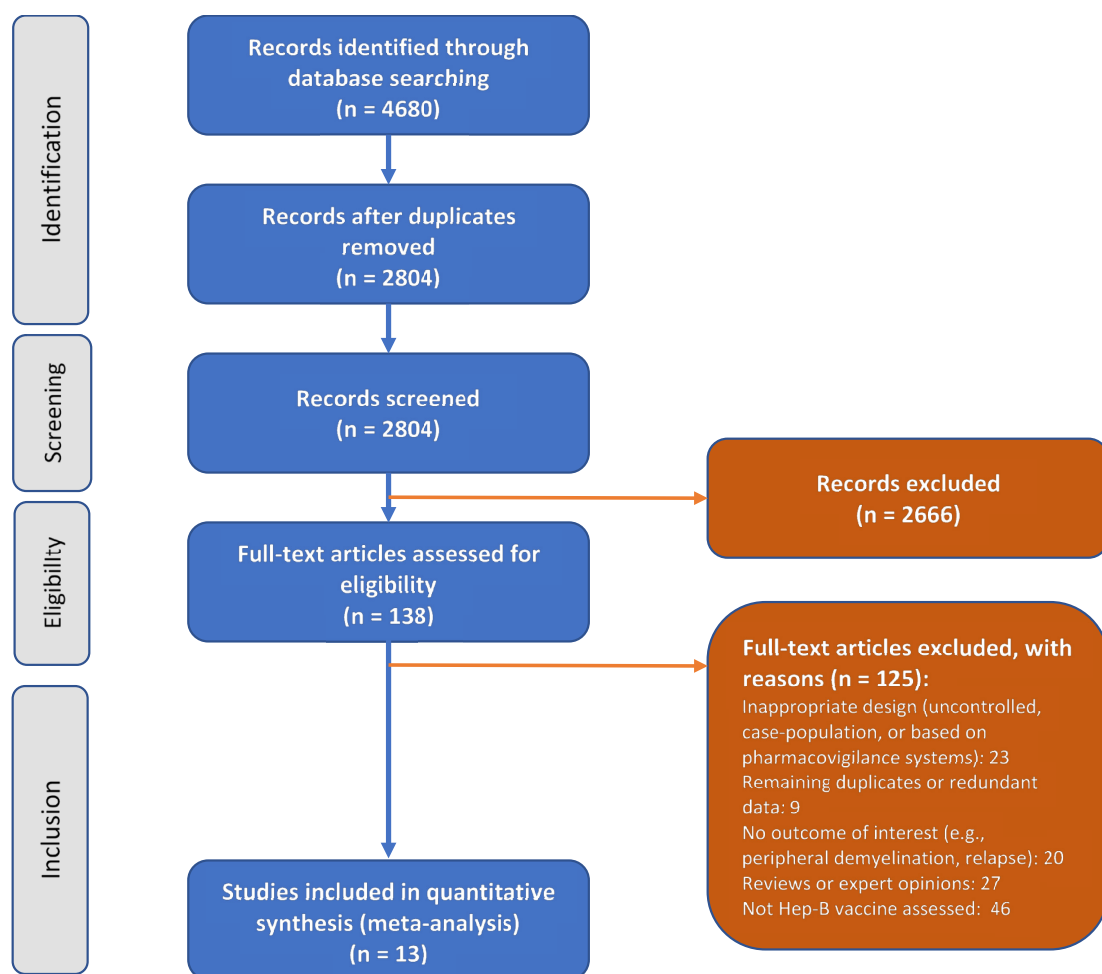 Identification
Records identified through
database searching
(n = 4680)
Records after duplicates
removed
(n = 2804)
Screening
Records screened
(n = 2804)
Records excluded
(n = 2666)
Eligibility
Full-text articles assessed for
eligibility
(n = 138)
Full-text articles excluded, with
reasons (n = 125):
Inappropriate design (uncontrolled,
case-population, or based on
pharmacovigilance systems): 23
Remaining duplicates or redundant
data: 9
No outcome of interest (e.g.,
peripheral demyelination, relapse): 20
Reviews or expert opinions: 27
Not Hep-B vaccine assessed: 46
Inclusion
Studies included in quantitative
synthesis (meta-analysis)
(n = 13)